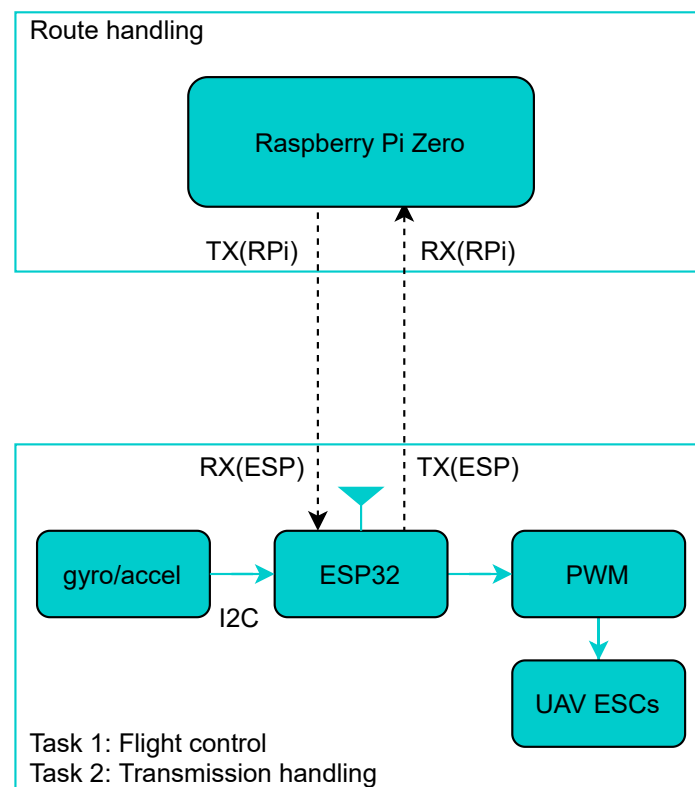 Route handling
Raspberry Pi Zero
TX(RPi)
RX(RPi)
RX(ESP)
TX(ESP)
gyro/accel
I2C
ESP32
PWM
UAV ESCs
Task 1: Flight control
Task 2: Transmission handling